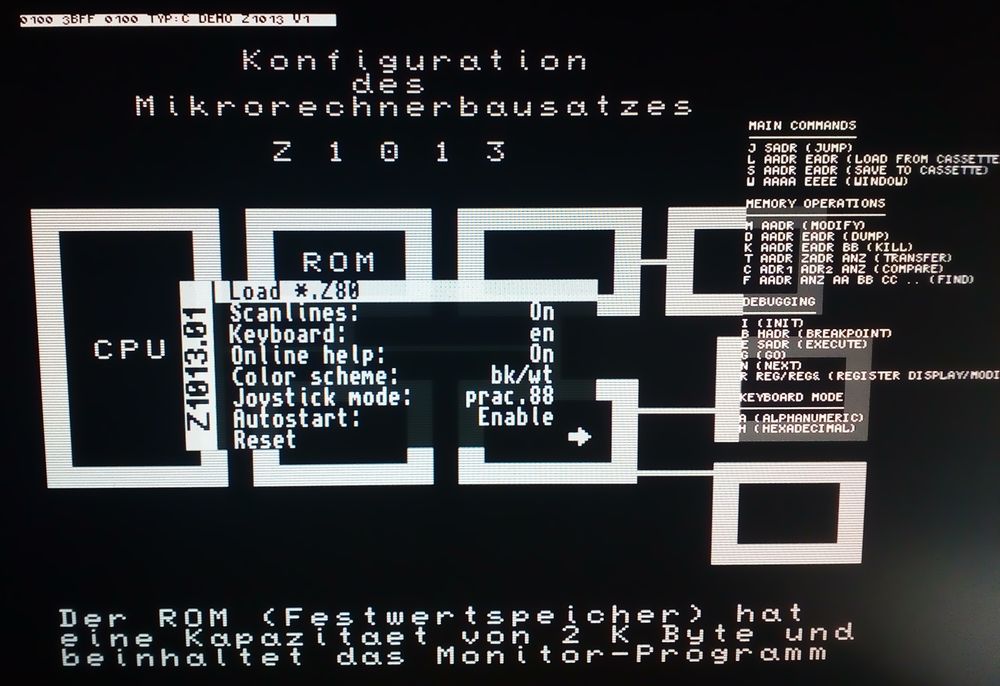 0100 3BFF 0100 TYP:C DEMO Z1013 V1
Konfiguration
des
Mikrorechnerbausatzes
Z 1 0 1 3
MAIN COMMANDS
J SADR (JUMP)
L AADR EADR (LOAD FROM CASSETTE
S AADR EADR (SAVE TO CASSETTE)
W AAAA EEEE (WINDOW)
MEMORY OPERATIONS
M AADR (MODIFY)
D AADR EADR (DUMP)
K AADR EADR BB (KILL)
T AADR ZADR ANZ (TRANSFER)
C ADR1 ADR2 ANZ (COMPARE)
F AADR ANZ AA BB CC .. (FIND)
DEBUGGING
I (INIT)
B HADR (BREAKPOINT)
E SADR (EXECUTE)
G (GO)
N (NEXT)
R REG/REG& (REGISTER DISPLAY/MODI
KEYBOARD MODE
A (ALPHANUMERIC)
H (HEXADECIMAL)
CPU
ROM
Z1013.01
Load *.Z80
Scanlines: On
Keyboard: en
Online help: On
Color scheme: bk/wt
Joystick mode: prac.88
Autostart: Enable
Reset
Der ROM (Festwertspeicher) hat
eine Kapazitaet von 2 K Byte und
beinhaltet das Monitor-Programm